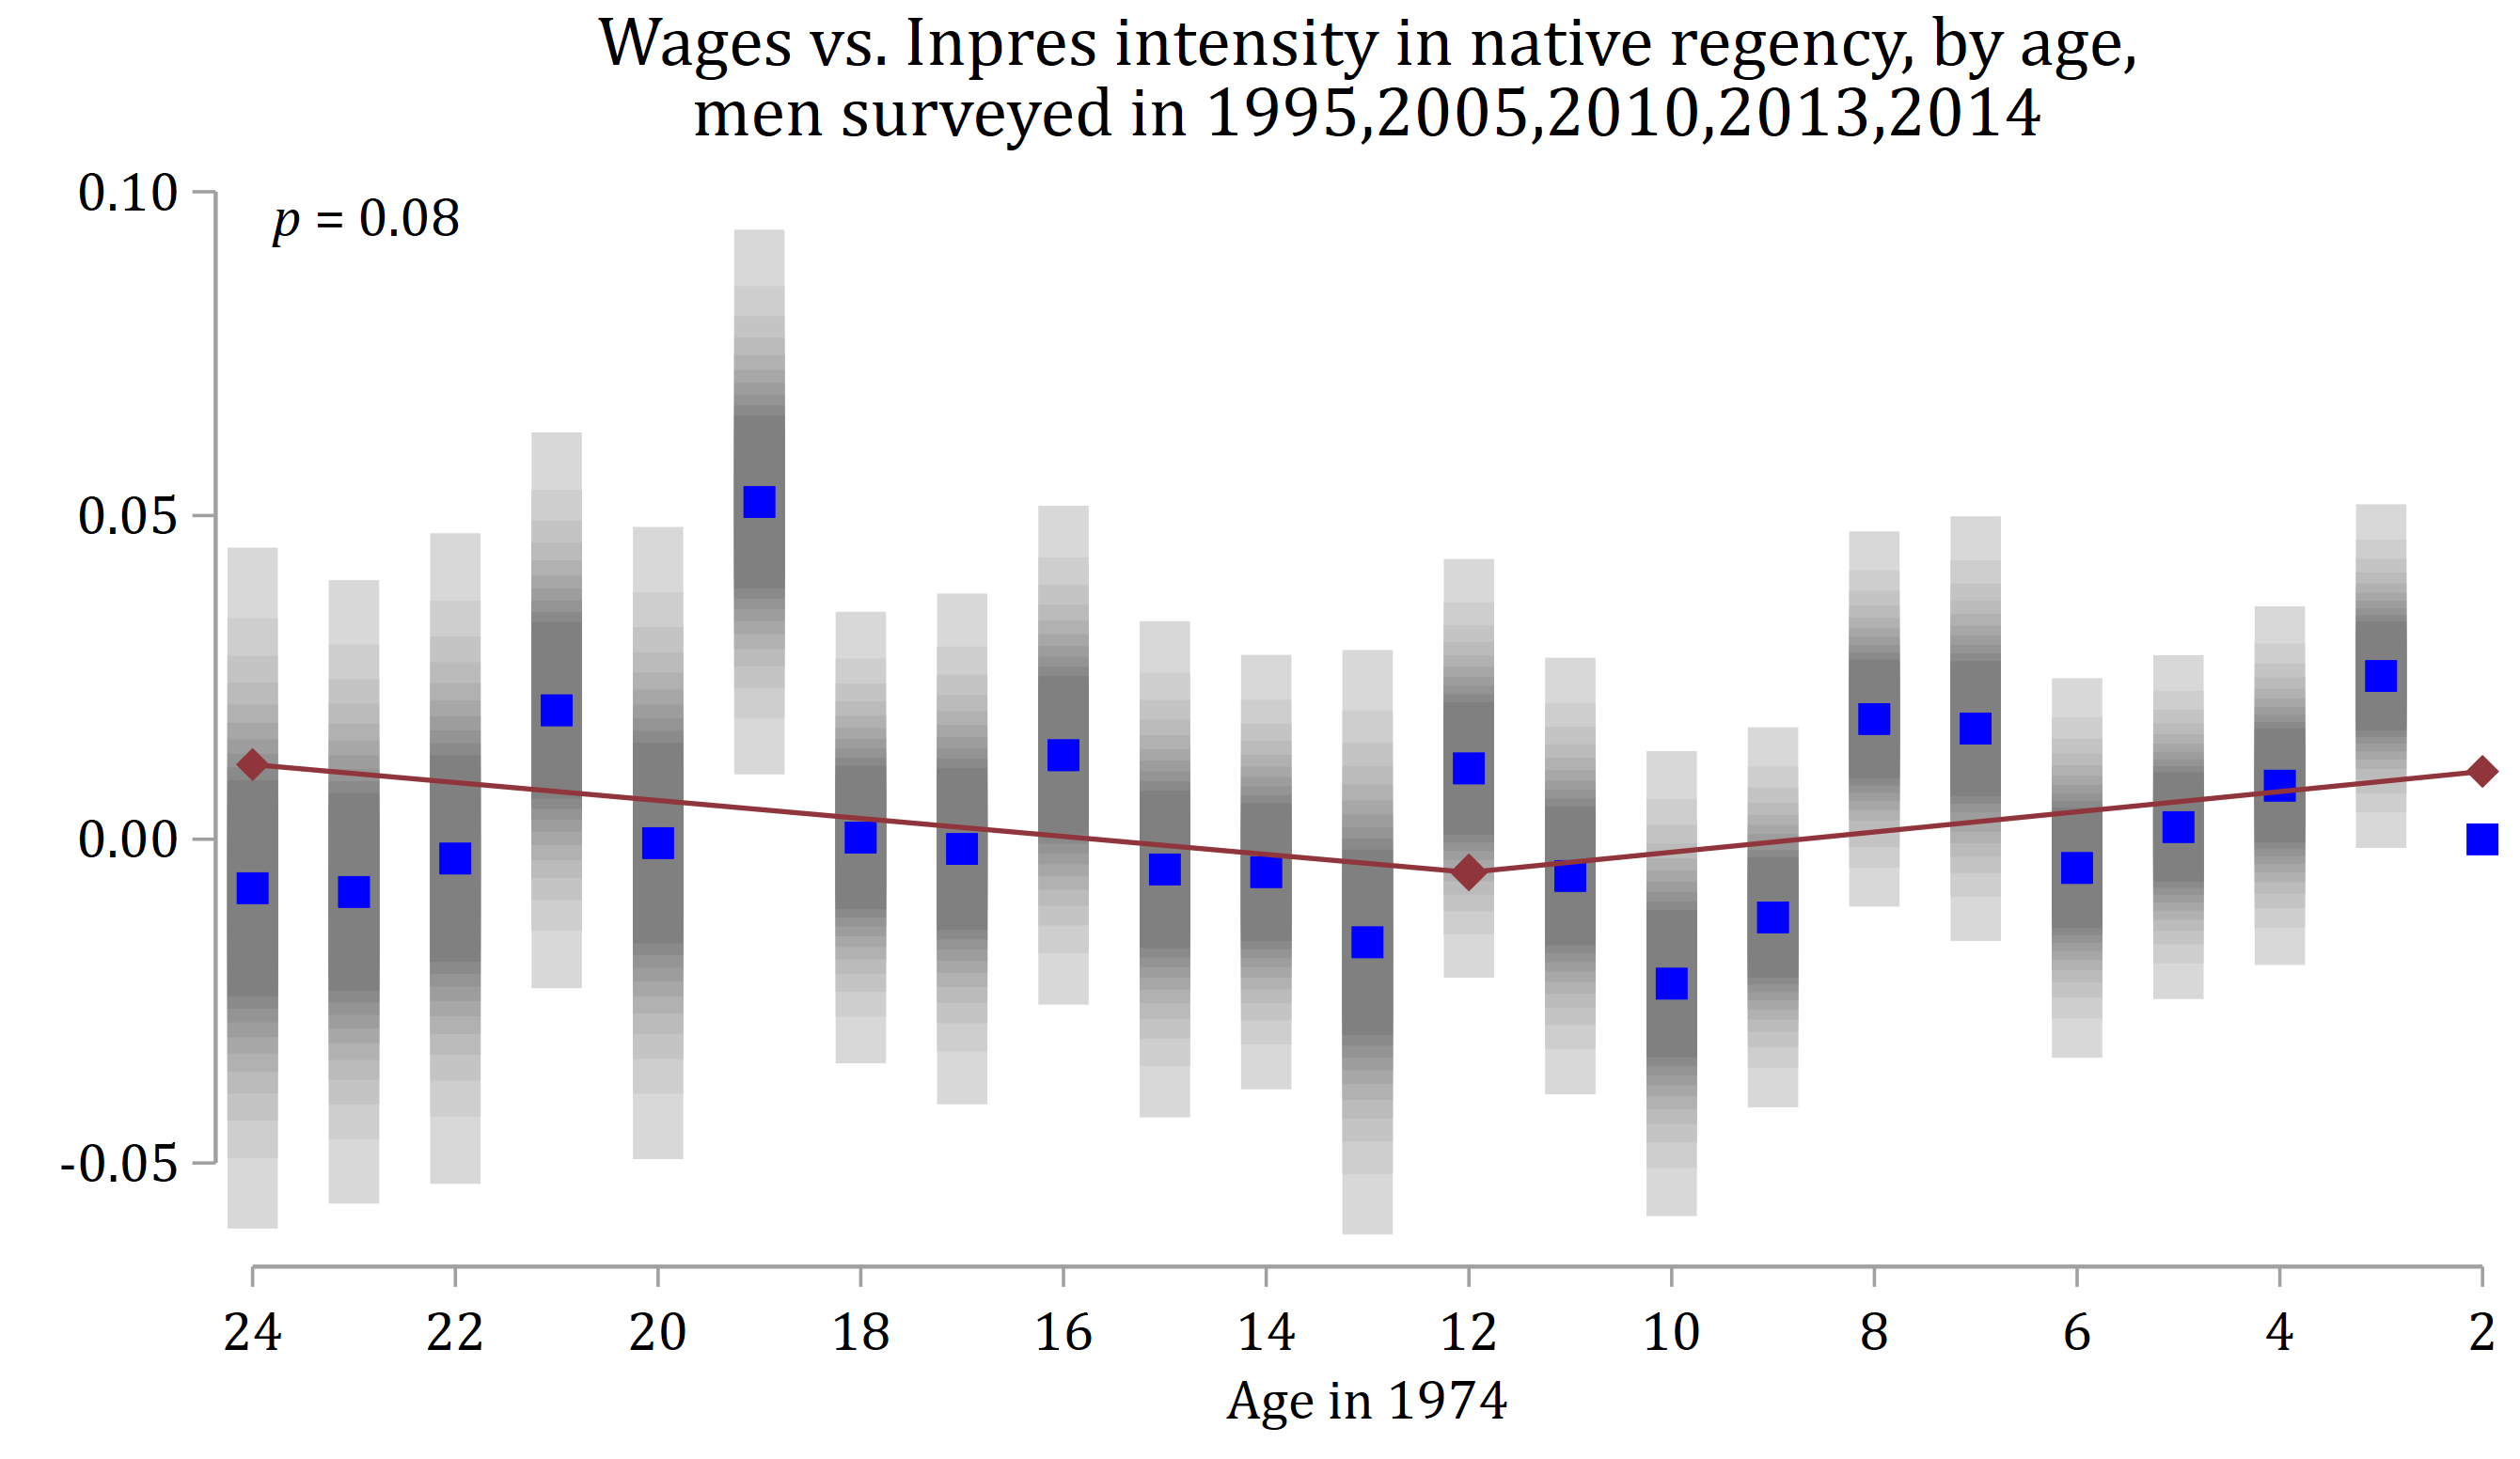 Wages vs. Inpres intensity in native regency, by age,
men surveyed in 1995,2005,2010,2013,2014
0.10
p = 0.08
0.05
0.00
-0.05
24 22 20 18 16 14 12 10 8 6 4 2
Age in 1974